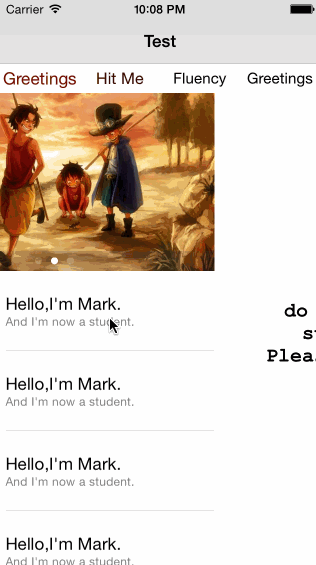 Carrier 10:08 PM
Test
Greetings Hit Me Fluency Greetings
Hello,I'm Mark.
And I'm now a student.
do
Hello,I'm Mark.
And I'm now a student.
Hello,I'm Mark.
And I'm now a student.
Hello,I'm Mark.
And I'm now a student.